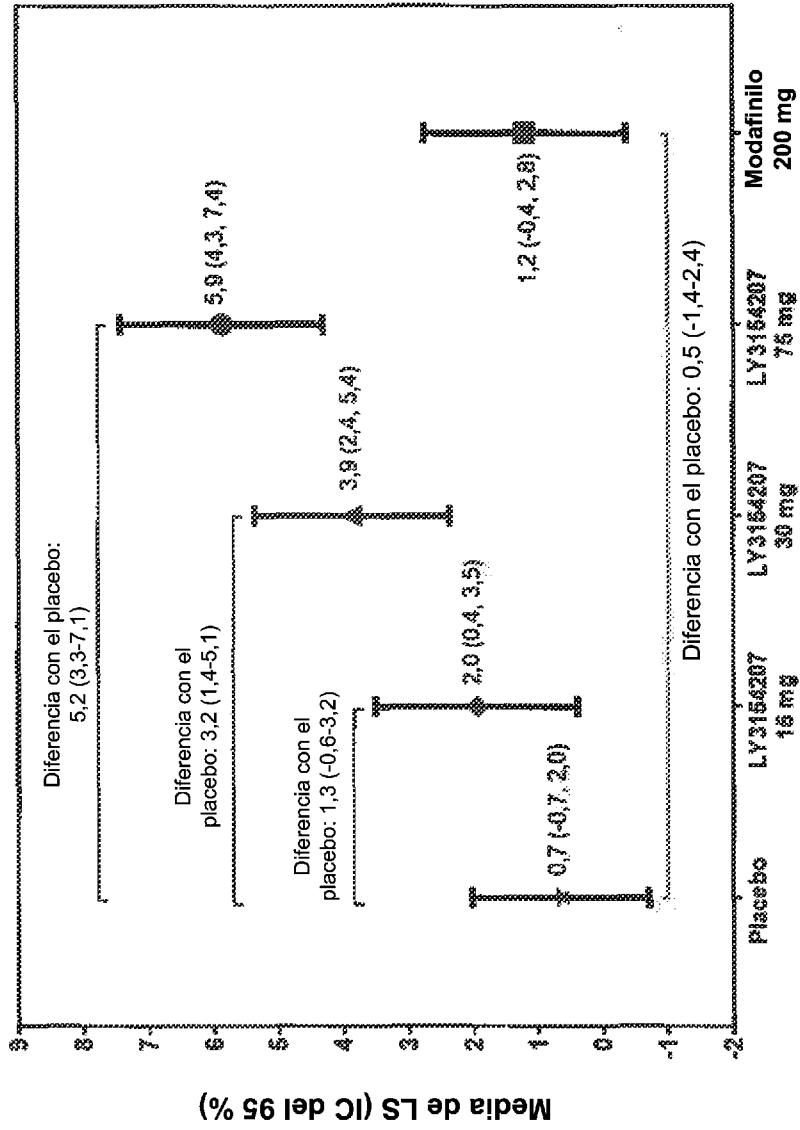 Media de LS (IC del 95 %)
9
8
7
6
5
4
3
2
1
0
-1
-2
Diferencia con el placebo:
5,2 (3,3-7,1)
Diferencia con el
placebo: 3,2 (1,4-5,1)
Diferencia con el
placebo: 1,3 (-0,6-3,2)
0,7 (-0,7, 2,0)
2,0 (0,4, 3,5)
3,9 (2,4, 5,4)
5,9 (4,3, 7,4)
1,2 (-0,4, 2,8)
Diferencia con el placebo: 0,5 (-1,4-2,4)
Placebo
LY3154207
15 mg
LY3154207
30 mg
LY3154207
75 mg
Modafinilo
200 mg